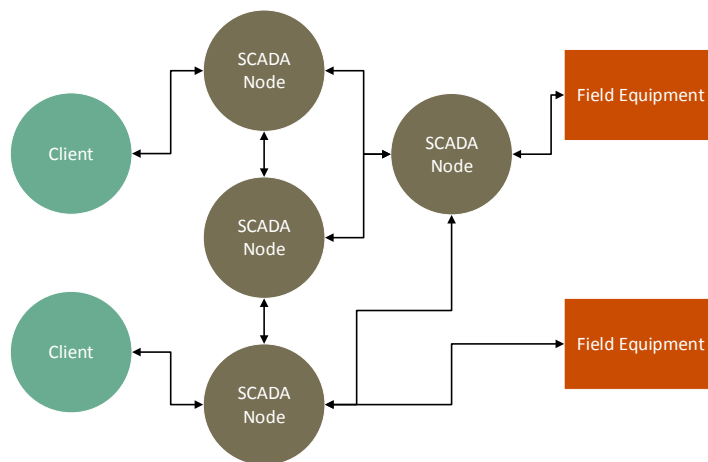 SCADA
Node
Client
SCADA
Node
Field Equipment
SCADA
Node
Client
SCADA
Node
Field Equipment